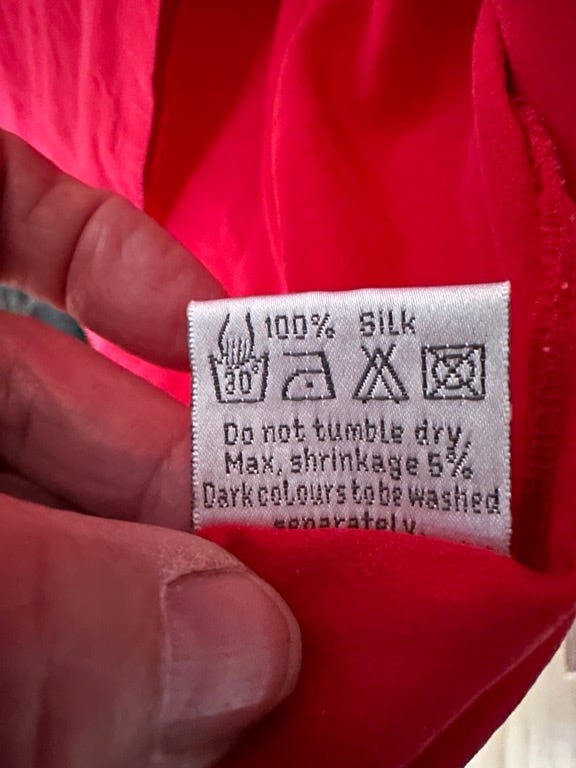 100% Silk
30°
Do not tumble dry.
Max. shrinkage 5%
Dark colours to be washed
separately.